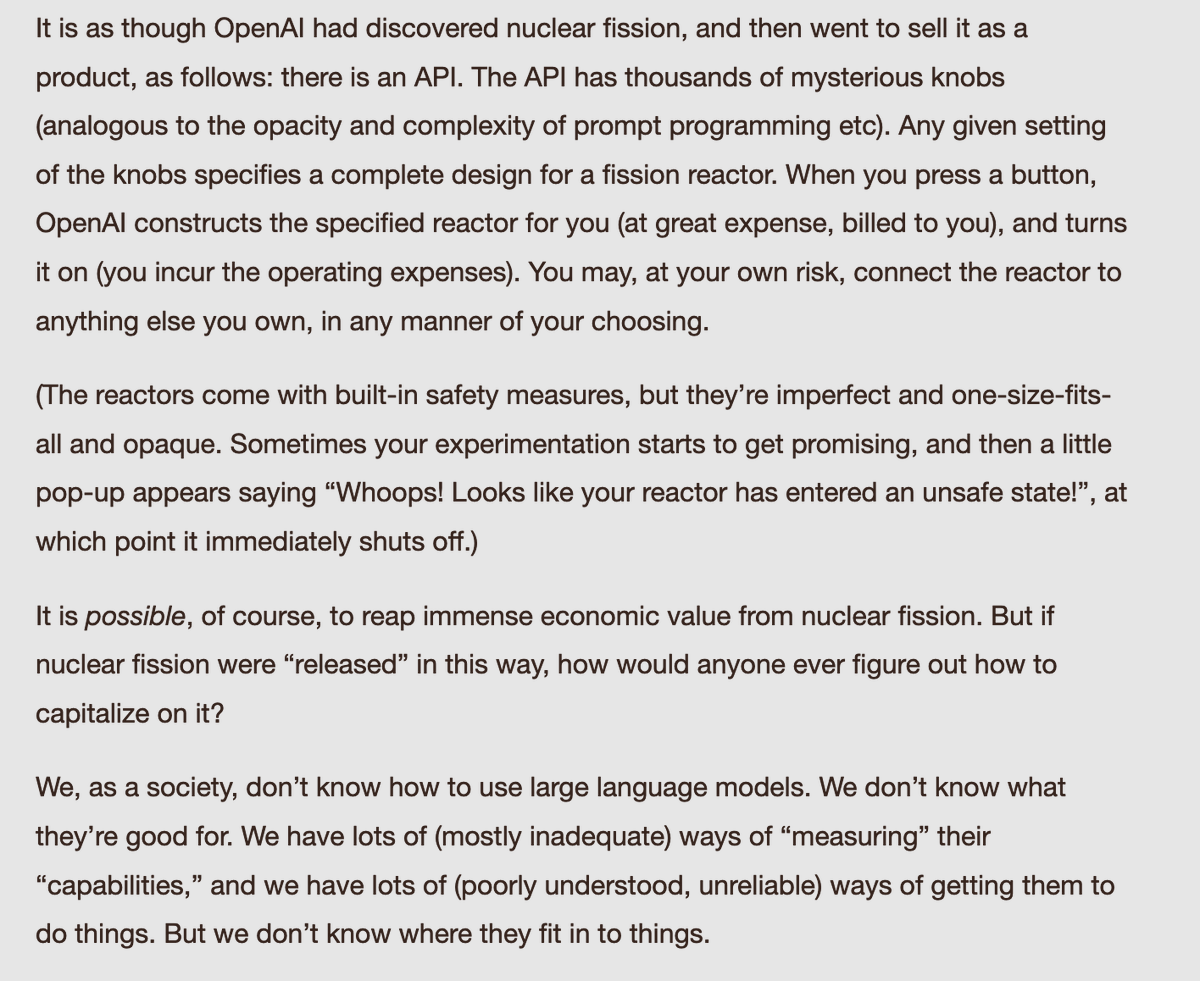 It is as though OpenAI had discovered nuclear fission, and then went to sell it as a
product, as follows: there is an API. The API has thousands of mysterious knobs
(analogous to the opacity and complexity of prompt programming etc). Any given setting
of the knobs specifies a complete design for a fission reactor. When you press a button,
OpenAI constructs the specified reactor for you (at great expense, billed to you), and turns
it on (you incur the operating expenses). You may, at your own risk, connect the reactor to
anything else you own, in any manner of your choosing.
(The reactors come with built-in safety measures, but they’re imperfect and one-size-fits-
all and opaque. Sometimes your experimentation starts to get promising, and then a little
pop-up appears saying “Whoops! Looks like your reactor has entered an unsafe state!”, at
which point it immediately shuts off.)
It is possible, of course, to reap immense economic value from nuclear fission. But if
nuclear fission were “released” in this way, how would anyone ever figure out how to
capitalize on it?
We, as a society, don’t know how to use large language models. We don’t know what
they’re good for. We have lots of (mostly inadequate) ways of “measuring” their
“capabilities,” and we have lots of (poorly understood, unreliable) ways of getting them to
do things. But we don’t know where they fit in to things.